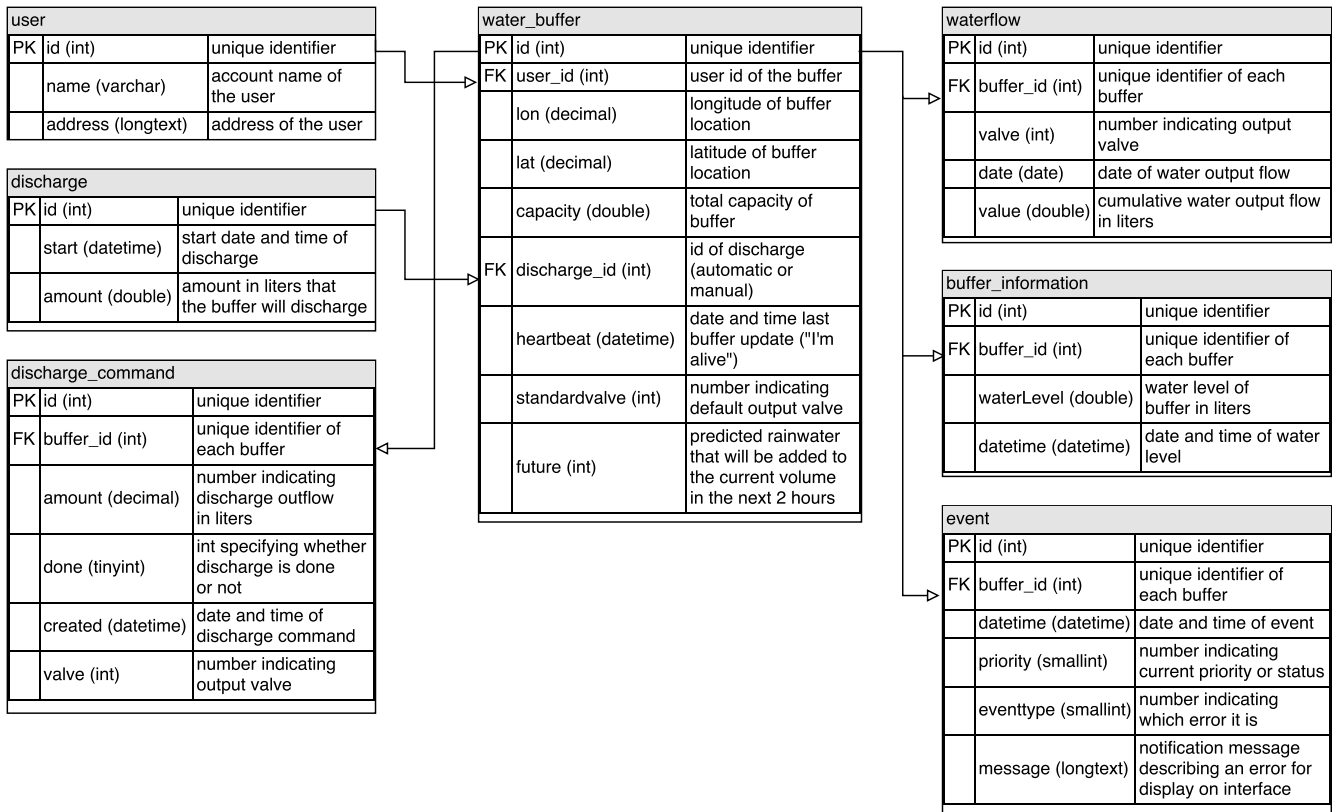 user
PK id (int) unique identifier
name (varchar) account name of
the user
address (longtext) address of the user
discharge
PK id (int) unique identifier
start (datetime) start date and time of
discharge
amount (double) amount in liters that
the buffer will discharge
discharge_command
PK id (int) unique identifier
FK buffer_id (int) unique identifier of
each buffer
amount (decimal) number indicating
discharge outflow
in liters
done (tinyint) int specifying whether
discharge is done
or not
created (datetime) date and time of
discharge command
valve (int) number indicating
output valve
water_buffer
PK id (int) unique identifier
FK user_id (int) user id of the buffer
lon (decimal) longitude of buffer
location
lat (decimal) latitude of buffer
location
capacity (double) total capacity of
buffer
FK discharge_id (int) id of discharge
(automatic or
manual)
heartbeat (datetime) date and time last
buffer update ("I'm
alive")
standardvalve (int) number indicating
default output valve
future (int) predicted rainwater
that will be added to
the current volume
in the next 2 hours
waterflow
PK id (int) unique identifier
FK buffer_id (int) unique identifier of each
buffer
valve (int) number indicating output
valve
date (date) date of water output flow
value (double) cumulative water output flow
in liters
buffer_information
PK id (int) unique identifier
FK buffer_id (int) unique identifier of
each buffer
waterLevel (double) water level of
buffer in liters
datetime (datetime) date and time of water
level
event
PK id (int) unique identifier
FK buffer_id (int) unique identifier of
each buffer
datetime (datetime) date and time of event
priority (smallint) number indicating
current priority or status
eventtype (smallint) number indicating
which error it is
message (longtext) notification message
describing an error for
display on interface